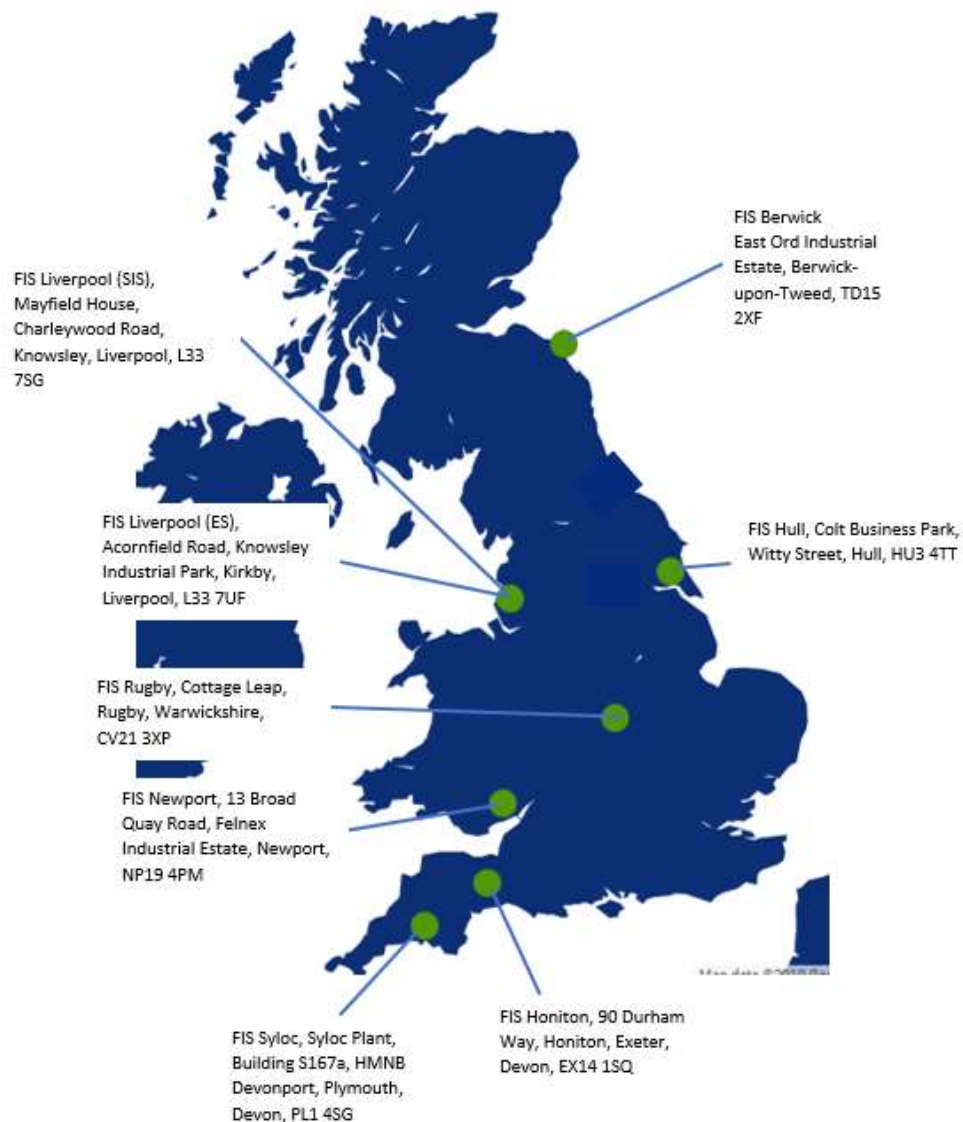 FIS Berwick
East Ord Industrial
Estate, Berwick-
upon-Tweed, TD15
2XF
FIS Liverpool (SIS),
Mayfield House,
Charleywood Road,
Knowsley, Liverpool, L33
7SG
FIS Liverpool (ES),
Acornfield Road, Knowsley
Industrial Park, Kirkby,
Liverpool, L33 7UF
FIS Hull, Colt Business Park,
Witty Street, Hull, HU3 4TT
FIS Rugby, Cottage Leap,
Rugby, Warwickshire,
CV21 3XP
FIS Newport, 13 Broad
Quay Road, Felnex
Industrial Estate, Newport,
NP19 4PM
FIS Honiton, 90 Durham
Way, Honiton, Exeter,
Devon, EX14 1SQ
FIS Syloc, Syloc Plant,
Building S167a, HMNB
Devonport, Plymouth,
Devon, PL1 4SG